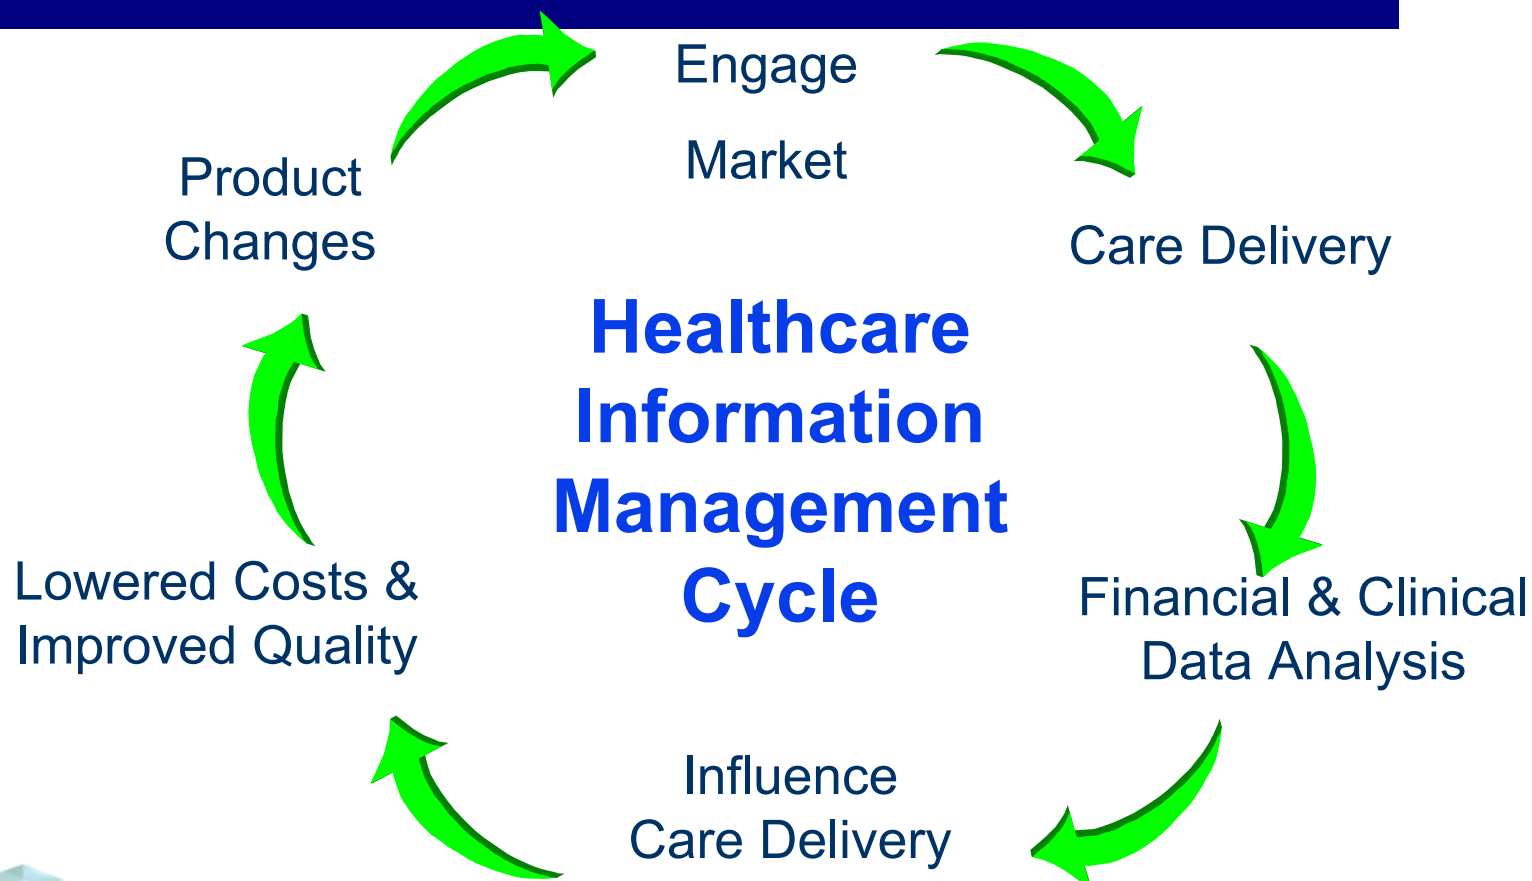 Engage
Market
Product
Changes
Care Delivery
Healthcare
Information
Management
Cycle
Lowered Costs &
Improved Quality
Financial & Clinical
Data Analysis
Influence
Care Delivery